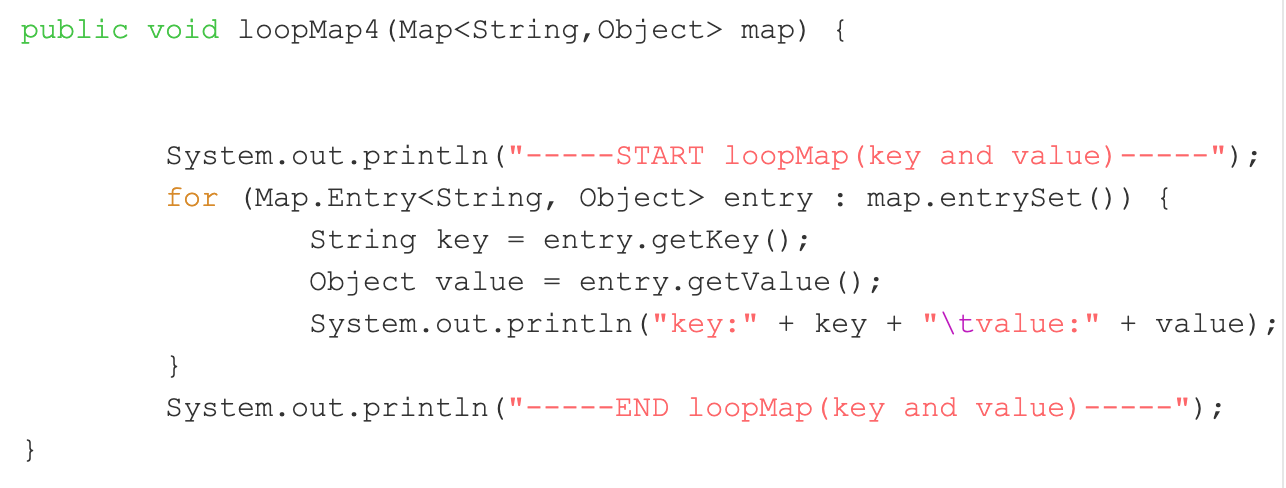 public void loopMap4(Map<String,Object> map) {
System.out.println("-----START loopMap(key and value)-----");
for (Map.Entry<String, Object> entry : map.entrySet()) {
String key = entry.getKey();
Object value = entry.getValue();
System.out.println("key:" + key + "\tvalue:" + value);
}
System.out.println("-----END loopMap(key and value)-----");
}